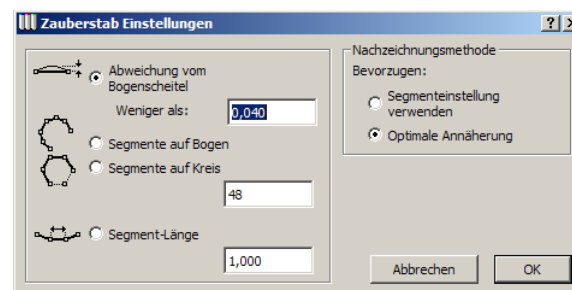 Zauberstab Einstellungen
Abweichung vom
Bogenscheitel
Weniger als:
0,040
Segmente auf Bogen
Segmente auf Kreis
48
Segment-Länge
1,000
Nachzeichnungsmethode
Bevorzugen:
Segmenteinstellung
verwenden
Optimale Annäherung
Abbrechen
OK